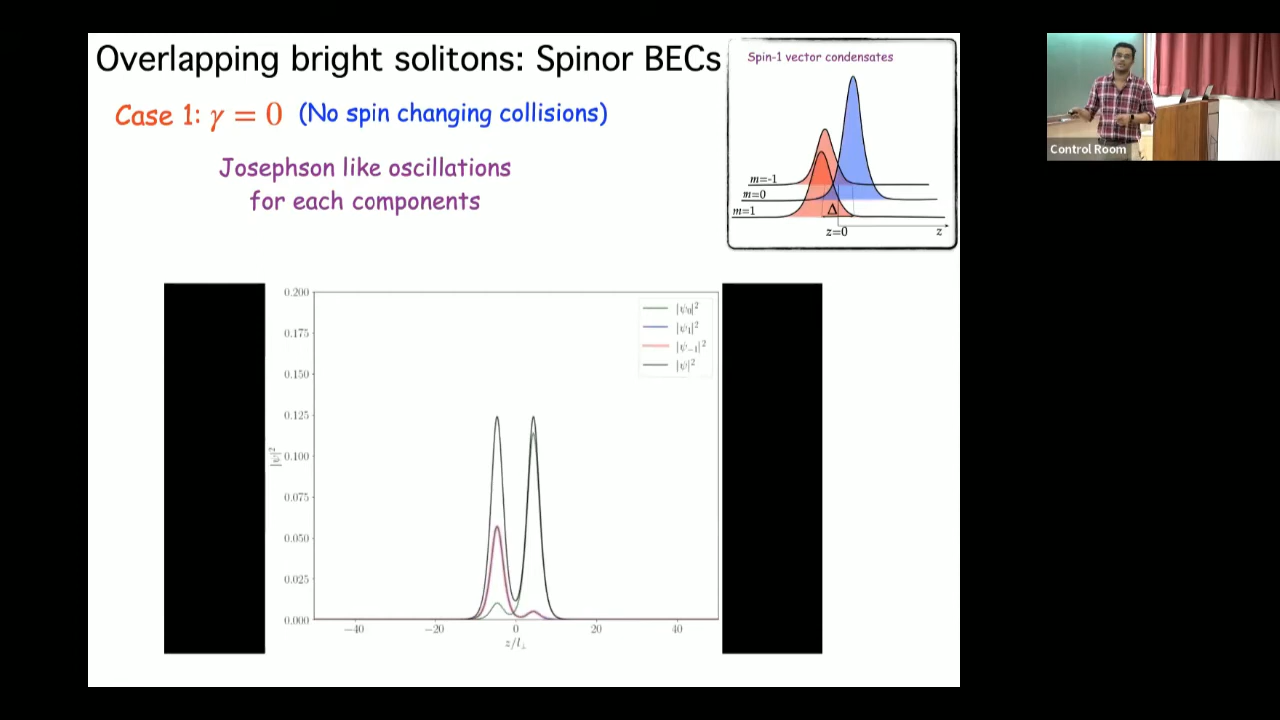 Overlapping bright solitons: Spinor BECs
Case 1: γ = 0 (No spin changing collisions)
Josephson like oscillations
for each components
Spin-1 vector condensates
m=-1
m=0
m=1
Δ
z=0
z
Control Room
0.200
0.175
0.150
0.125
0.100
0.075
0.050
0.025
0.000
|ψ|²
|ψ₀|²
|ψ₁|²
|ψ₋₁|²
|ψ|²
−40
−20
0
20
40
z/l⊥